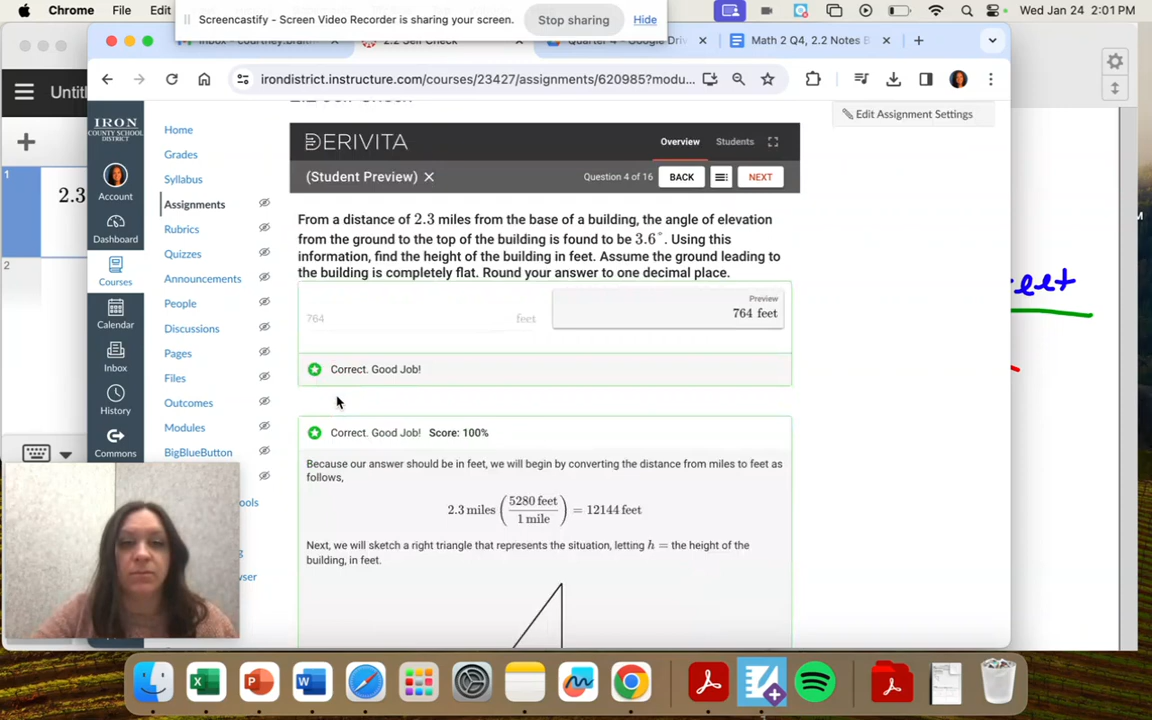 Chrome File Edit
Wed Jan 24 2:01 PM
Screencastify - Screen Video Recorder is sharing your screen. Stop sharing Hide
2.2 Self Check
Quarter 4 - Google Driv
Math 2 Q4, 2.2 Notes B
irondistrict.instructure.com/courses/23427/assignments/620985?modu...
Untitl
1
2.3
2
IRON
COUNTY SCHOOL
DISTRICT
Account
Dashboard
Courses
Calendar
Inbox
History
Commons
Home
Grades
Syllabus
Assignments
Rubrics
Quizzes
Announcements
People
Discussions
Pages
Files
Outcomes
Modules
BigBlueButton
Edit Assignment Settings
DERIVITA
Overview Students
(Student Preview) ×
Question 4 of 16 BACK NEXT
From a distance of 2.3 miles from the base of a building, the angle of elevation
from the ground to the top of the building is found to be 3.6°. Using this
information, find the height of the building in feet. Assume the ground leading to
the building is completely flat. Round your answer to one decimal place.
764 feet
Preview
764 feet
Correct. Good Job!
Correct. Good Job! Score: 100%
Because our answer should be in feet, we will begin by converting the distance from miles to feet as
follows,
2.3 miles (5280 feet / 1 mile) = 12144 feet
Next, we will sketch a right triangle that represents the situation, letting h = the height of the
building, in feet.
eet